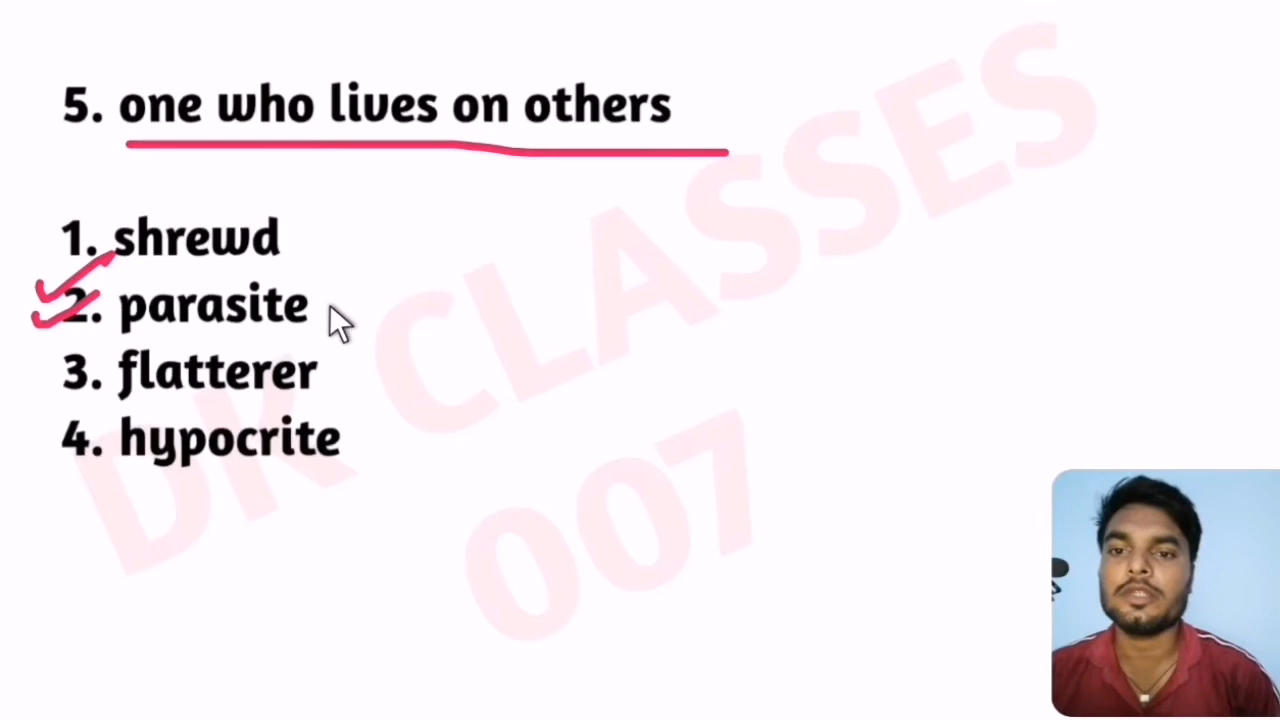 5. one who lives on others
1. shrewd
2. parasite
3. flatterer
4. hypocrite
DK CLASSES
007